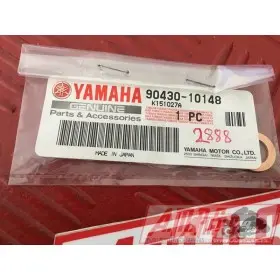 YAMAHA
GENUINE
Parts & Accessories
90430-10148
K151027A
1 PC
2888
YAMAHA MOTOR CO., LTD.
MADE IN JAPAN